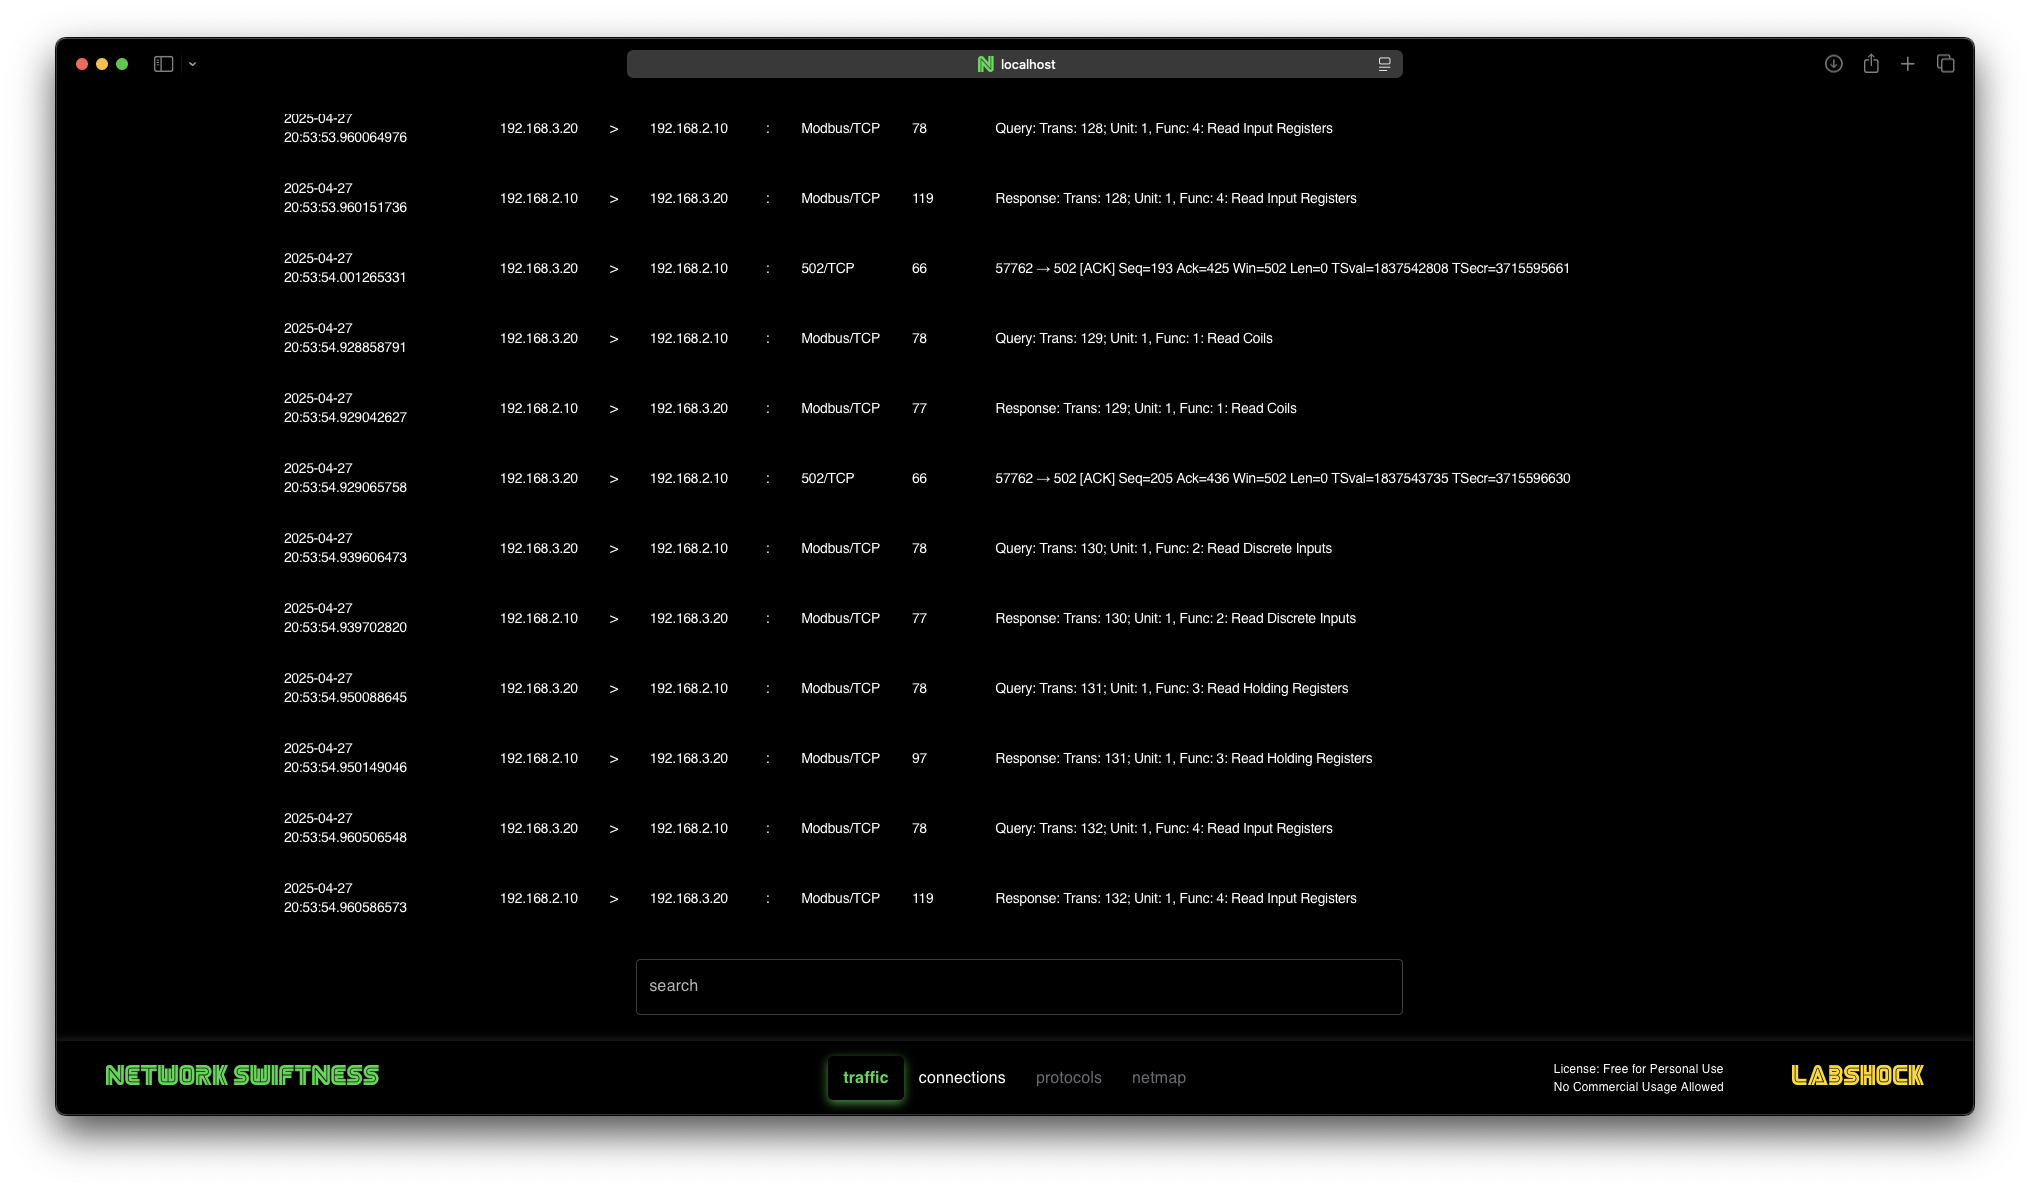 localhost
2025-04-27
20:53:53.960064976 192.168.3.20 > 192.168.2.10 : Modbus/TCP 78 Query: Trans: 128; Unit: 1, Func: 4: Read Input Registers
2025-04-27
20:53:53.960151736 192.168.2.10 > 192.168.3.20 : Modbus/TCP 119 Response: Trans: 128; Unit: 1, Func: 4: Read Input Registers
2025-04-27
20:53:54.001265331 192.168.3.20 > 192.168.2.10 : 502/TCP 66 57762 → 502 [ACK] Seq=193 Ack=425 Win=502 Len=0 TSval=1837542808 TSecr=3715595661
2025-04-27
20:53:54.928858791 192.168.3.20 > 192.168.2.10 : Modbus/TCP 78 Query: Trans: 129; Unit: 1, Func: 1: Read Coils
2025-04-27
20:53:54.929042627 192.168.2.10 > 192.168.3.20 : Modbus/TCP 77 Response: Trans: 129; Unit: 1, Func: 1: Read Coils
2025-04-27
20:53:54.929065758 192.168.3.20 > 192.168.2.10 : 502/TCP 66 57762 → 502 [ACK] Seq=205 Ack=436 Win=502 Len=0 TSval=1837543735 TSecr=3715596630
2025-04-27
20:53:54.939606473 192.168.3.20 > 192.168.2.10 : Modbus/TCP 78 Query: Trans: 130; Unit: 1, Func: 2: Read Discrete Inputs
2025-04-27
20:53:54.939702820 192.168.2.10 > 192.168.3.20 : Modbus/TCP 77 Response: Trans: 130; Unit: 1, Func: 2: Read Discrete Inputs
2025-04-27
20:53:54.950088645 192.168.3.20 > 192.168.2.10 : Modbus/TCP 78 Query: Trans: 131; Unit: 1, Func: 3: Read Holding Registers
2025-04-27
20:53:54.950149046 192.168.2.10 > 192.168.3.20 : Modbus/TCP 97 Response: Trans: 131; Unit: 1, Func: 3: Read Holding Registers
2025-04-27
20:53:54.960506548 192.168.3.20 > 192.168.2.10 : Modbus/TCP 78 Query: Trans: 132; Unit: 1, Func: 4: Read Input Registers
2025-04-27
20:53:54.960586573 192.168.2.10 > 192.168.3.20 : Modbus/TCP 119 Response: Trans: 132; Unit: 1, Func: 4: Read Input Registers
search
NETWORK SWIFTNESS
traffic connections protocols netmap
License: Free for Personal Use
No Commercial Usage Allowed
LABSHOCK